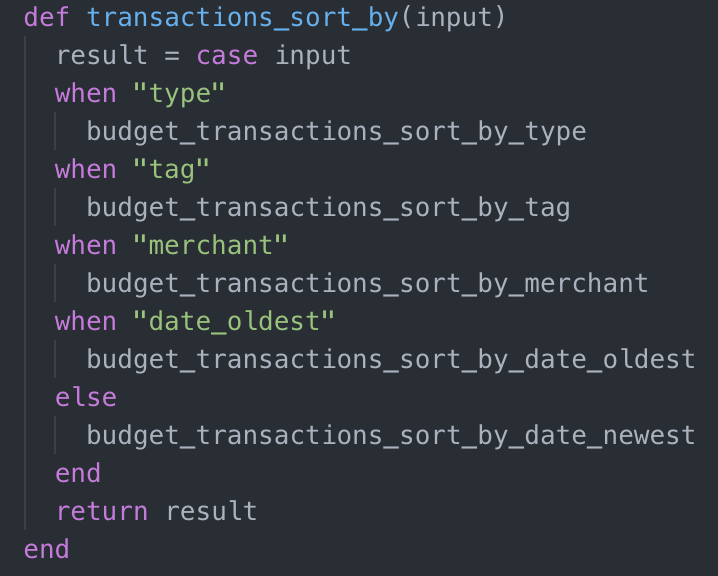 def transactions_sort_by(input)
  result = case input
  when "type"
    budget_transactions_sort_by_type
  when "tag"
    budget_transactions_sort_by_tag
  when "merchant"
    budget_transactions_sort_by_merchant
  when "date_oldest"
    budget_transactions_sort_by_date_oldest
  else
    budget_transactions_sort_by_date_newest
  end
  return result
end